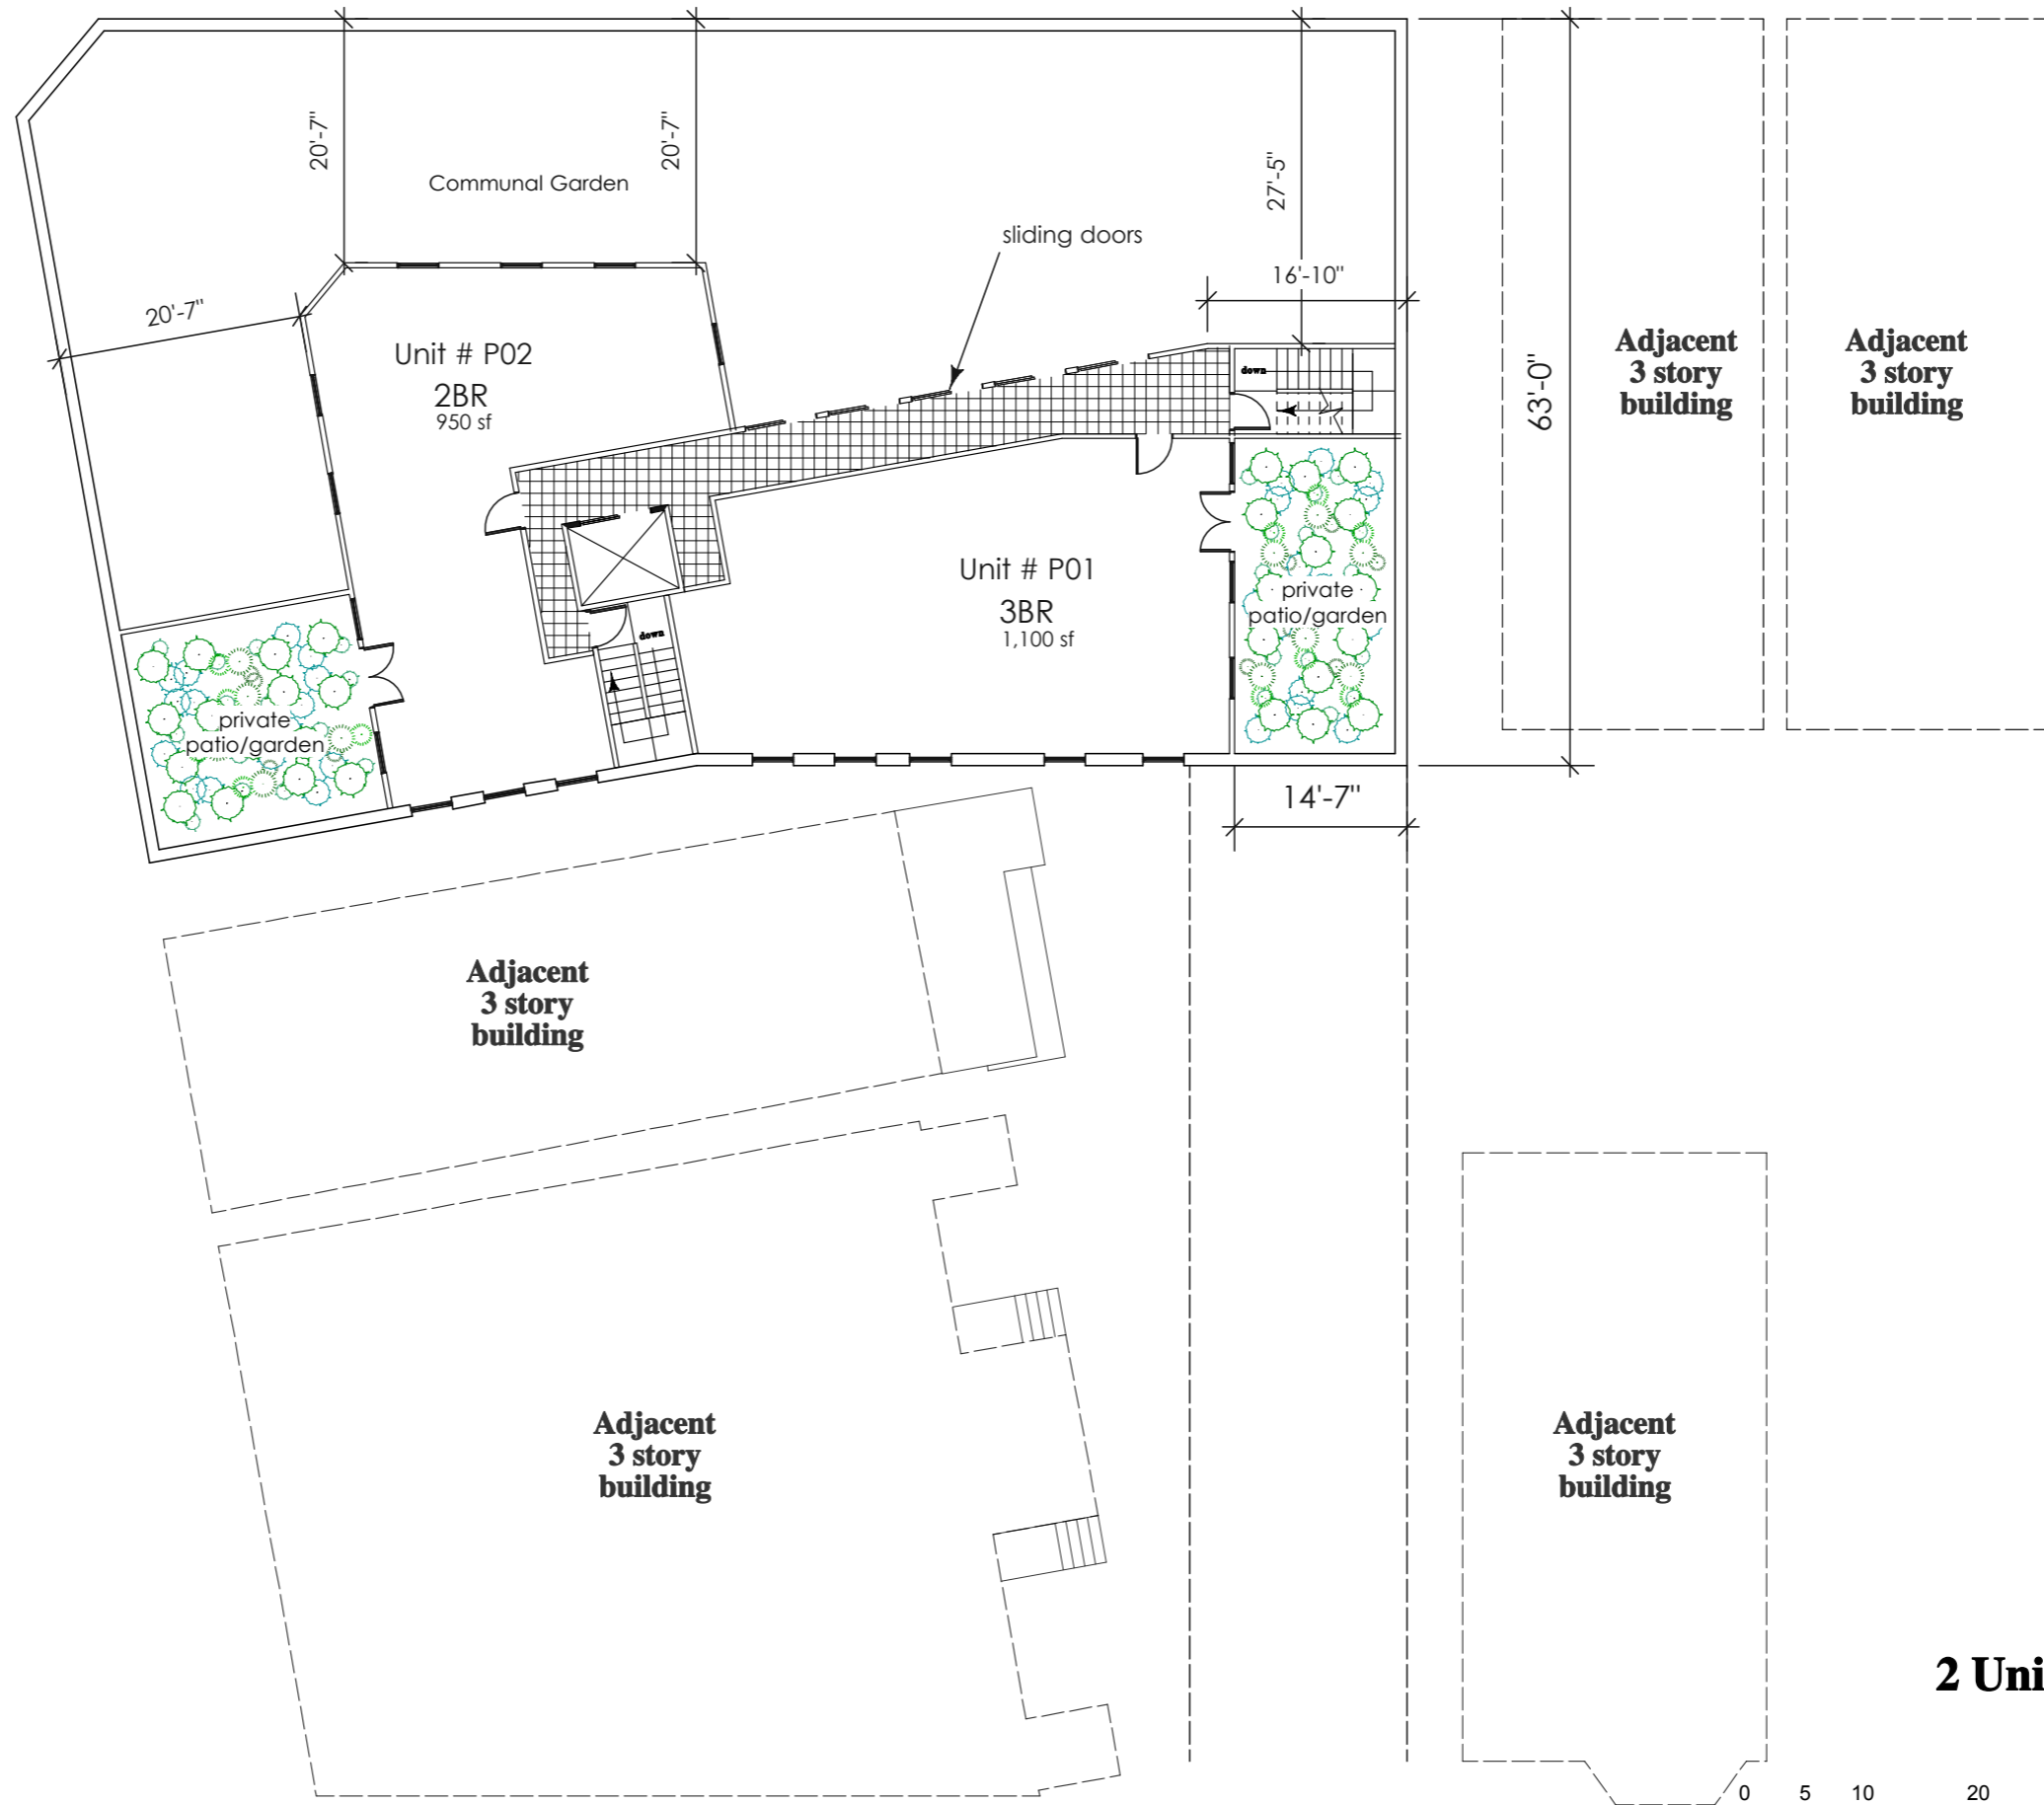 20'-7"
20'-7"
Communal Garden
27'-5"
sliding doors
16'-10"
20'-7"
Unit # P02
2BR
950 sf
down
Adjacent
3 story
building
Adjacent
3 story
building
63'-0"
Unit # P01
3BR
1,100 sf
private
patio/garden
down
private
patio/garden
14'-7"
Adjacent
3 story
building
Adjacent
3 story
building
Adjacent
3 story
building
2 Uni
0 5 10 20